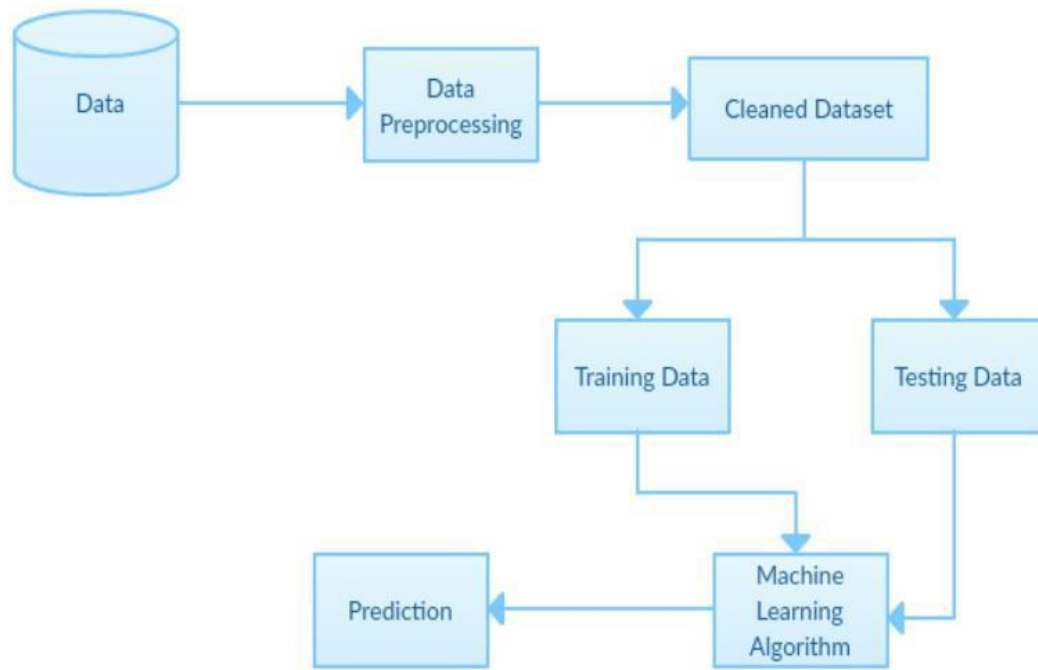 Data
Data
Preprocessing
Cleaned Dataset
Training Data
Testing Data
Prediction
Machine
Learning
Algorithm